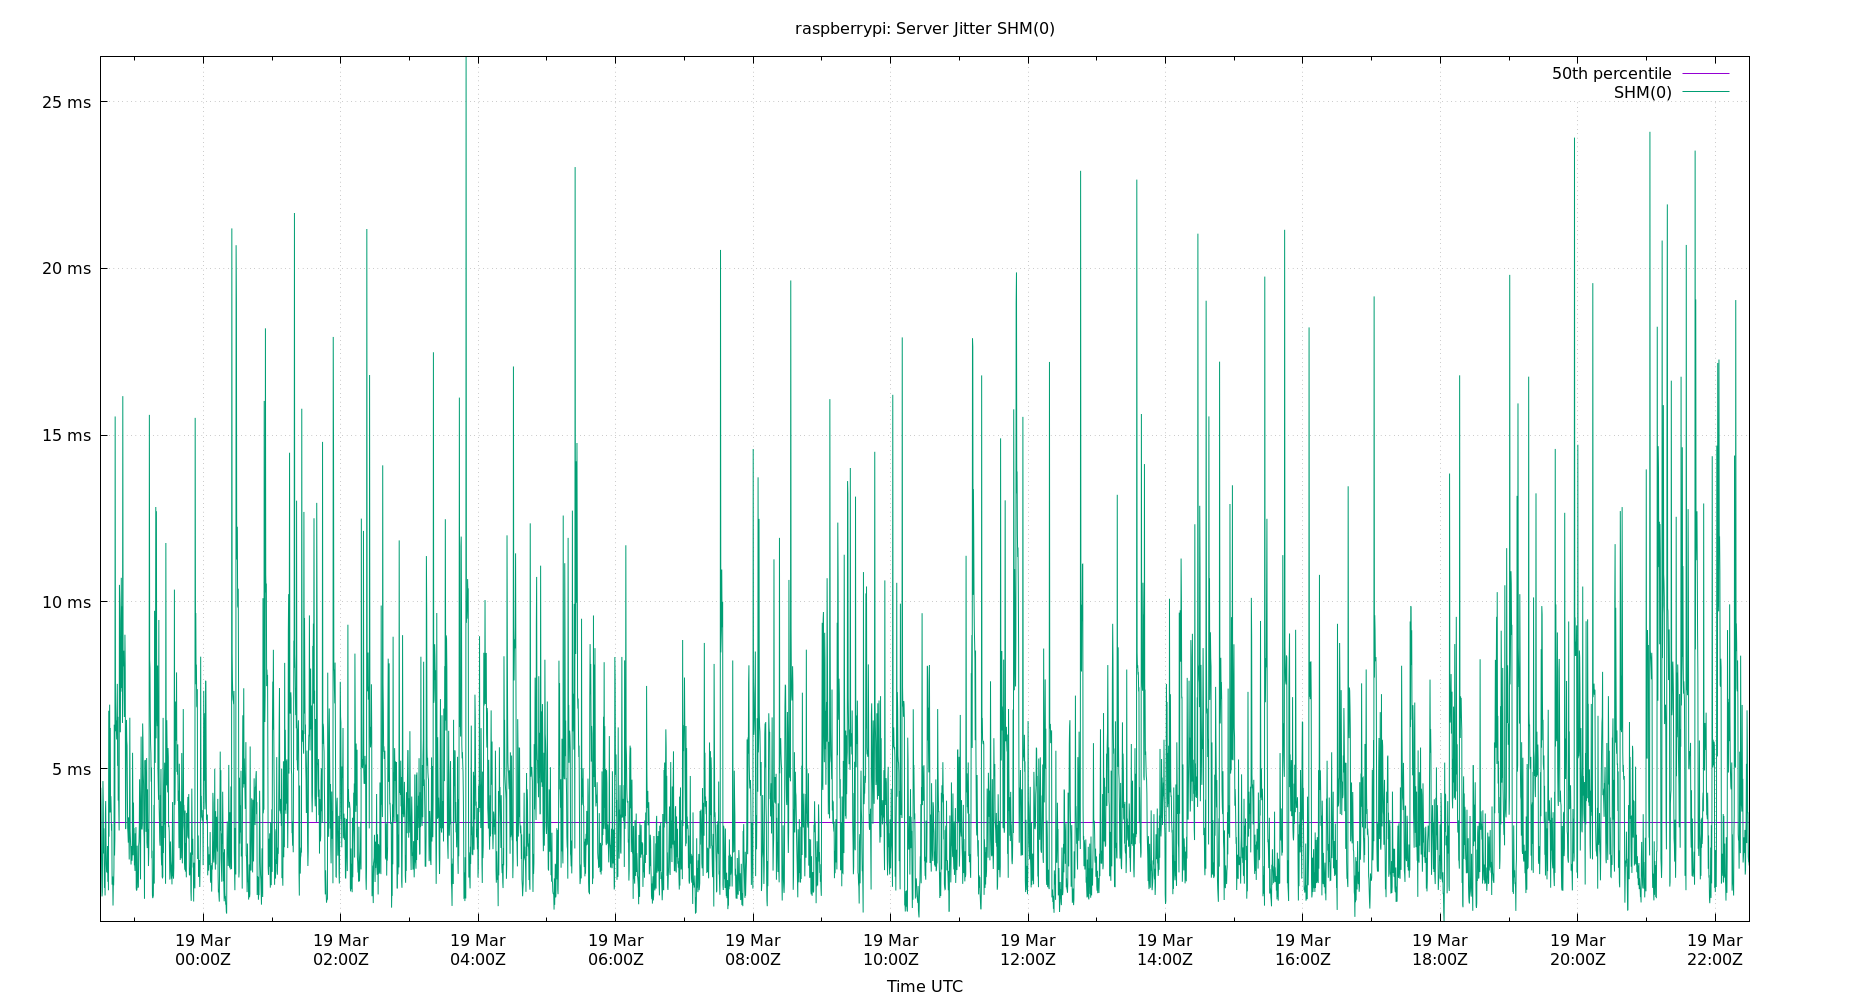 raspberrypi: Server Jitter SHM(0)
50th percentile
SHM(0)
25 ms
20 ms
15 ms
10 ms
5 ms
19 Mar 19 Mar 19 Mar 19 Mar 19 Mar 19 Mar 19 Mar 19 Mar 19 Mar 19 Mar 19 Mar 19 Mar
00:00Z 02:00Z 04:00Z 06:00Z 08:00Z 10:00Z 12:00Z 14:00Z 16:00Z 18:00Z 20:00Z 22:00Z
Time UTC